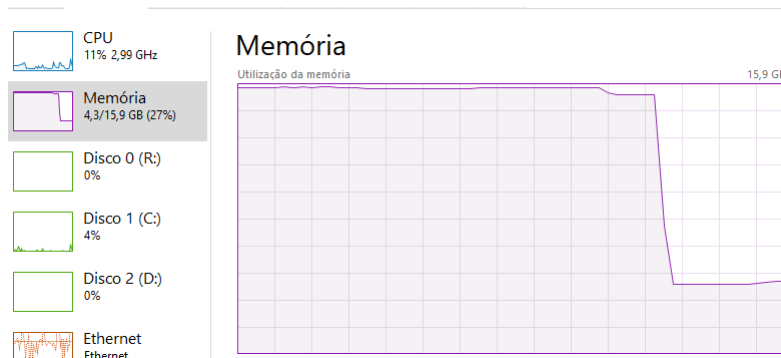 CPU
11% 2,99 GHz
Memória
4,3/15,9 GB (27%)
Disco 0 (R:)
0%
Disco 1 (C:)
4%
Disco 2 (D:)
0%
Ethernet
Ethernet
Memória
Utilização da memória
15,9 GB